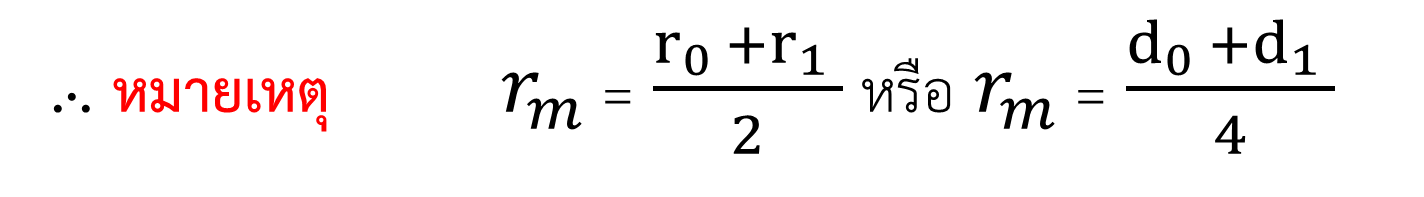 ∴ หมายเหตุ r_m = (r_0 + r_1)/2 หรือ r_m = (d_0 + d_1)/4